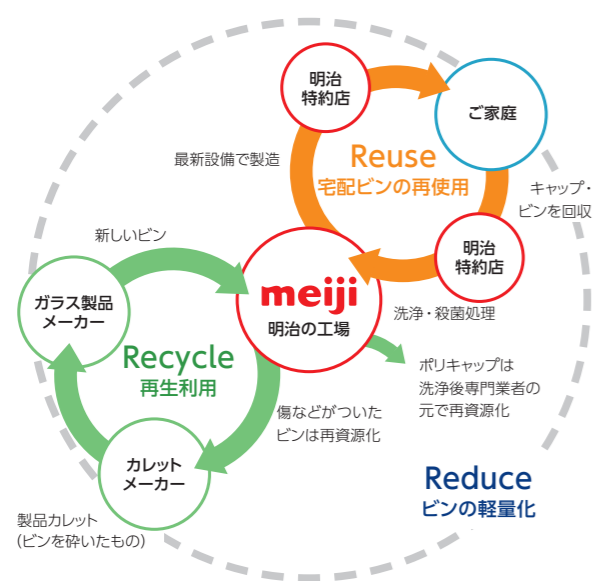 明治
特約店
ご家庭
最新設備で製造
Reuse
宅配ビンの再使用
キャップ・
ビンを回収
新しいビン
明治
特約店
meiji
明治の工場
洗浄・殺菌処理
ガラス製品
メーカー
Recycle
再生利用
ポリキャップは
洗浄後専門業者の
元で再資源化
傷などがついた
ビンは再資源化
カレット
メーカー
Reduce
ビンの軽量化
製品カレット
(ビンを砕いたもの)